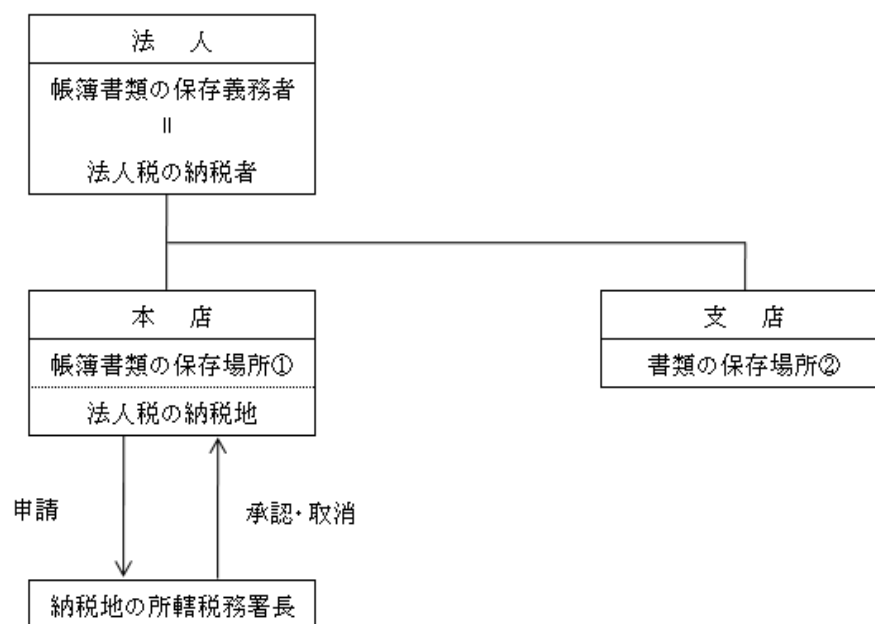 法　人
帳簿書類の保存義務者
＝
法人税の納税者
本　店
帳簿書類の保存場所①
法人税の納税地
支　店
書類の保存場所②
申請
承認・取消
納税地の所轄税務署長